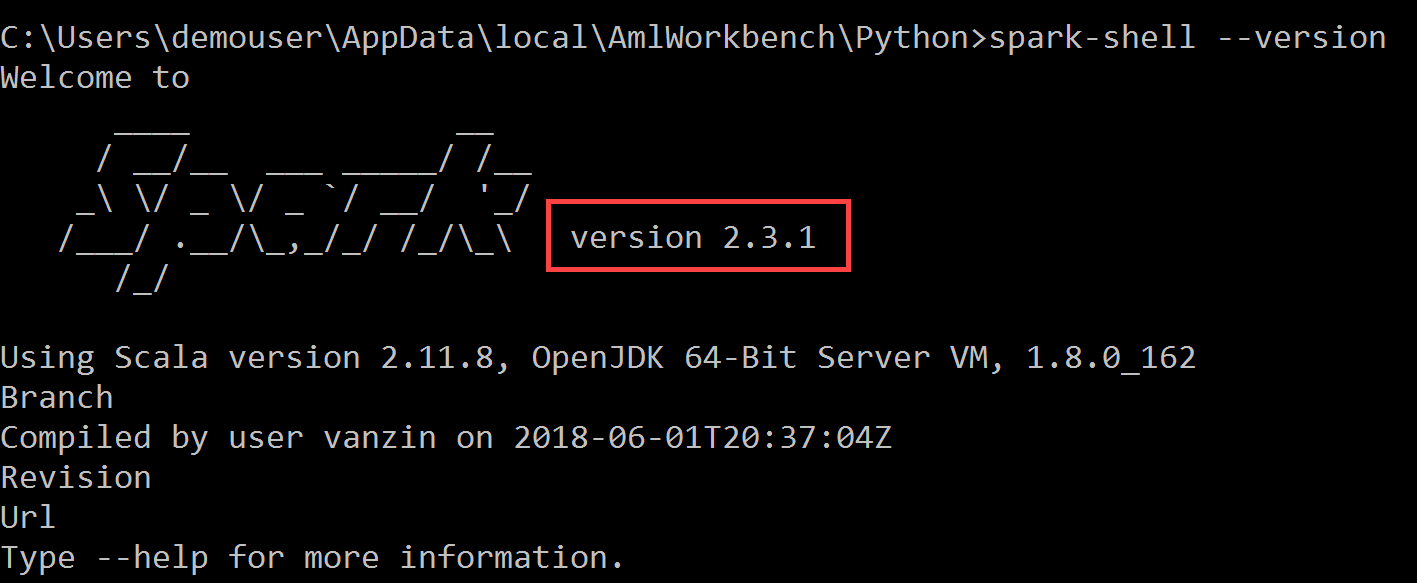 C:\Users\demouser\AppData\local\AmlWorkbench\Python>spark-shell --version
Welcome to
      ____              __
     / __/__  ___ _____/ /__
    _\ \/ _ \/ _ `/ __/  '_/
   /___/ .__/\_,_/_/ /_/\_\   version 2.3.1
      /_/
Using Scala version 2.11.8, OpenJDK 64-Bit Server VM, 1.8.0_162
Branch
Compiled by user vanzin on 2018-06-01T20:37:04Z
Revision
Url
Type --help for more information.